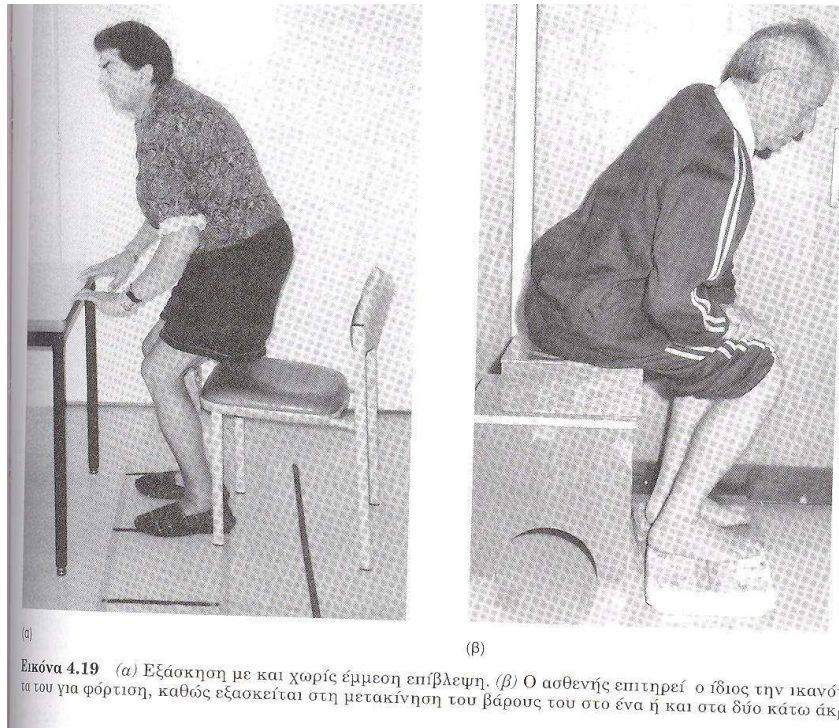 (α)
(β)
Εικόνα 4.19 (α) Εξάσκηση με και χωρίς έμμεση επίβλεψη. (β) Ο ασθενής επιτηρεί ο ίδιος την ικανό-
τα του για φόρτιση, καθώς εξασκείται στη μετακίνηση του βάρους του στο ένα ή και στα δύο κάτω άκρ